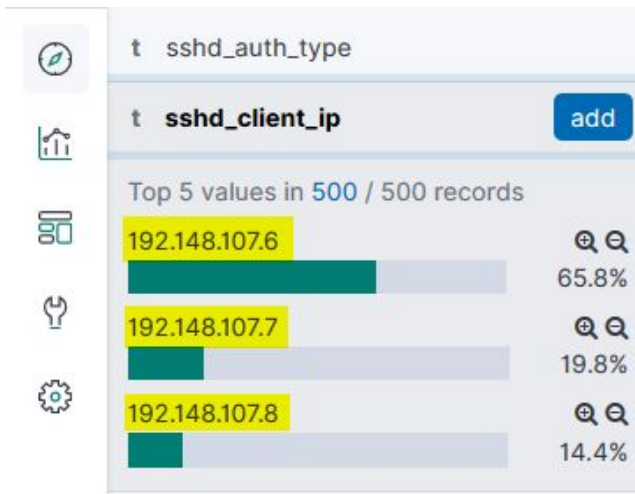 t sshd_auth_type
t sshd_client_ip add
Top 5 values in 500 / 500 records
192.148.107.6
65.8%
192.148.107.7
19.8%
192.148.107.8
14.4%